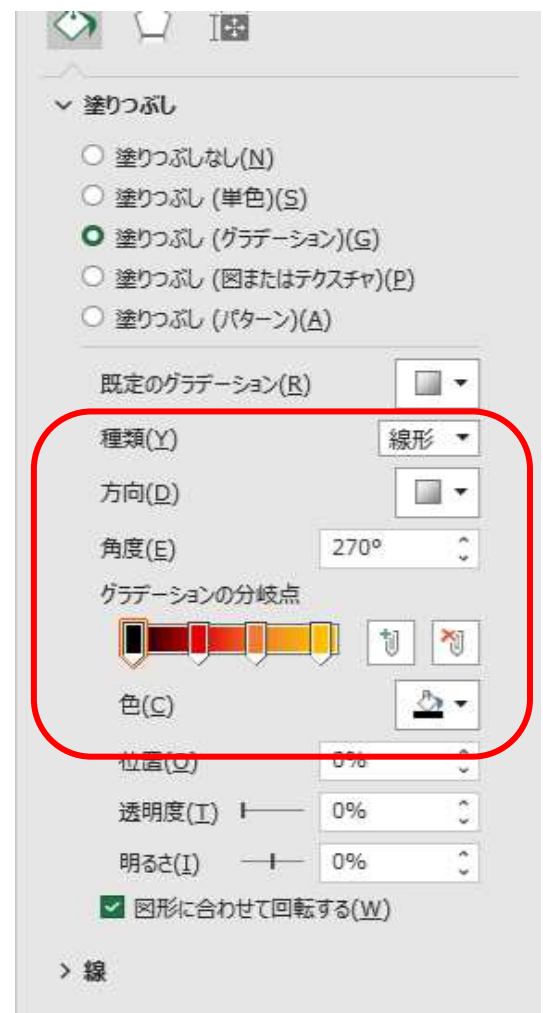 塗りつぶし
塗りつぶしなし(N)
塗りつぶし (単色)(S)
塗りつぶし (グラデーション)(G)
塗りつぶし (図またはテクスチャ)(P)
塗りつぶし (パターン)(A)
既定のグラデーション(R)
種類(Y) 線形
方向(D)
角度(E) 270°
グラデーションの分岐点
色(C)
位置(O) 0%
透明度(T) 0%
明るさ(I) 0%
図形に合わせて回転する(W)
線